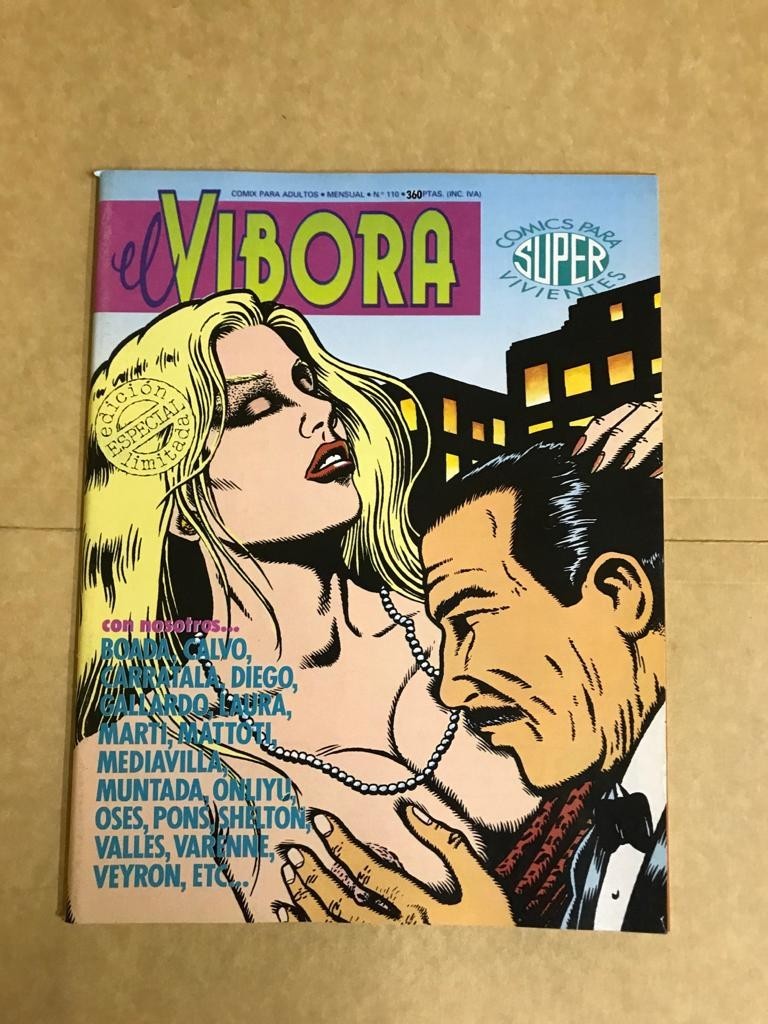 COMIX PARA ADULTOS • MENSUAL • N.º 110 • 360 PTAS. (INC. IVA)
el VIBORA
COMICS PARA
SUPER
VIVIENTES
edición
ESPECIAL
limitada
con nosotros...
BOADA, CALVO,
CARRATALA, DIEGO,
GALLARDO, LAURA,
MARTI, MATTOTI,
MEDIAVILLA,
MUNTADA, ONLIYU,
OSES, PONS, SHELTON,
VALLES, VARENNE,
VEYRON, ETC...